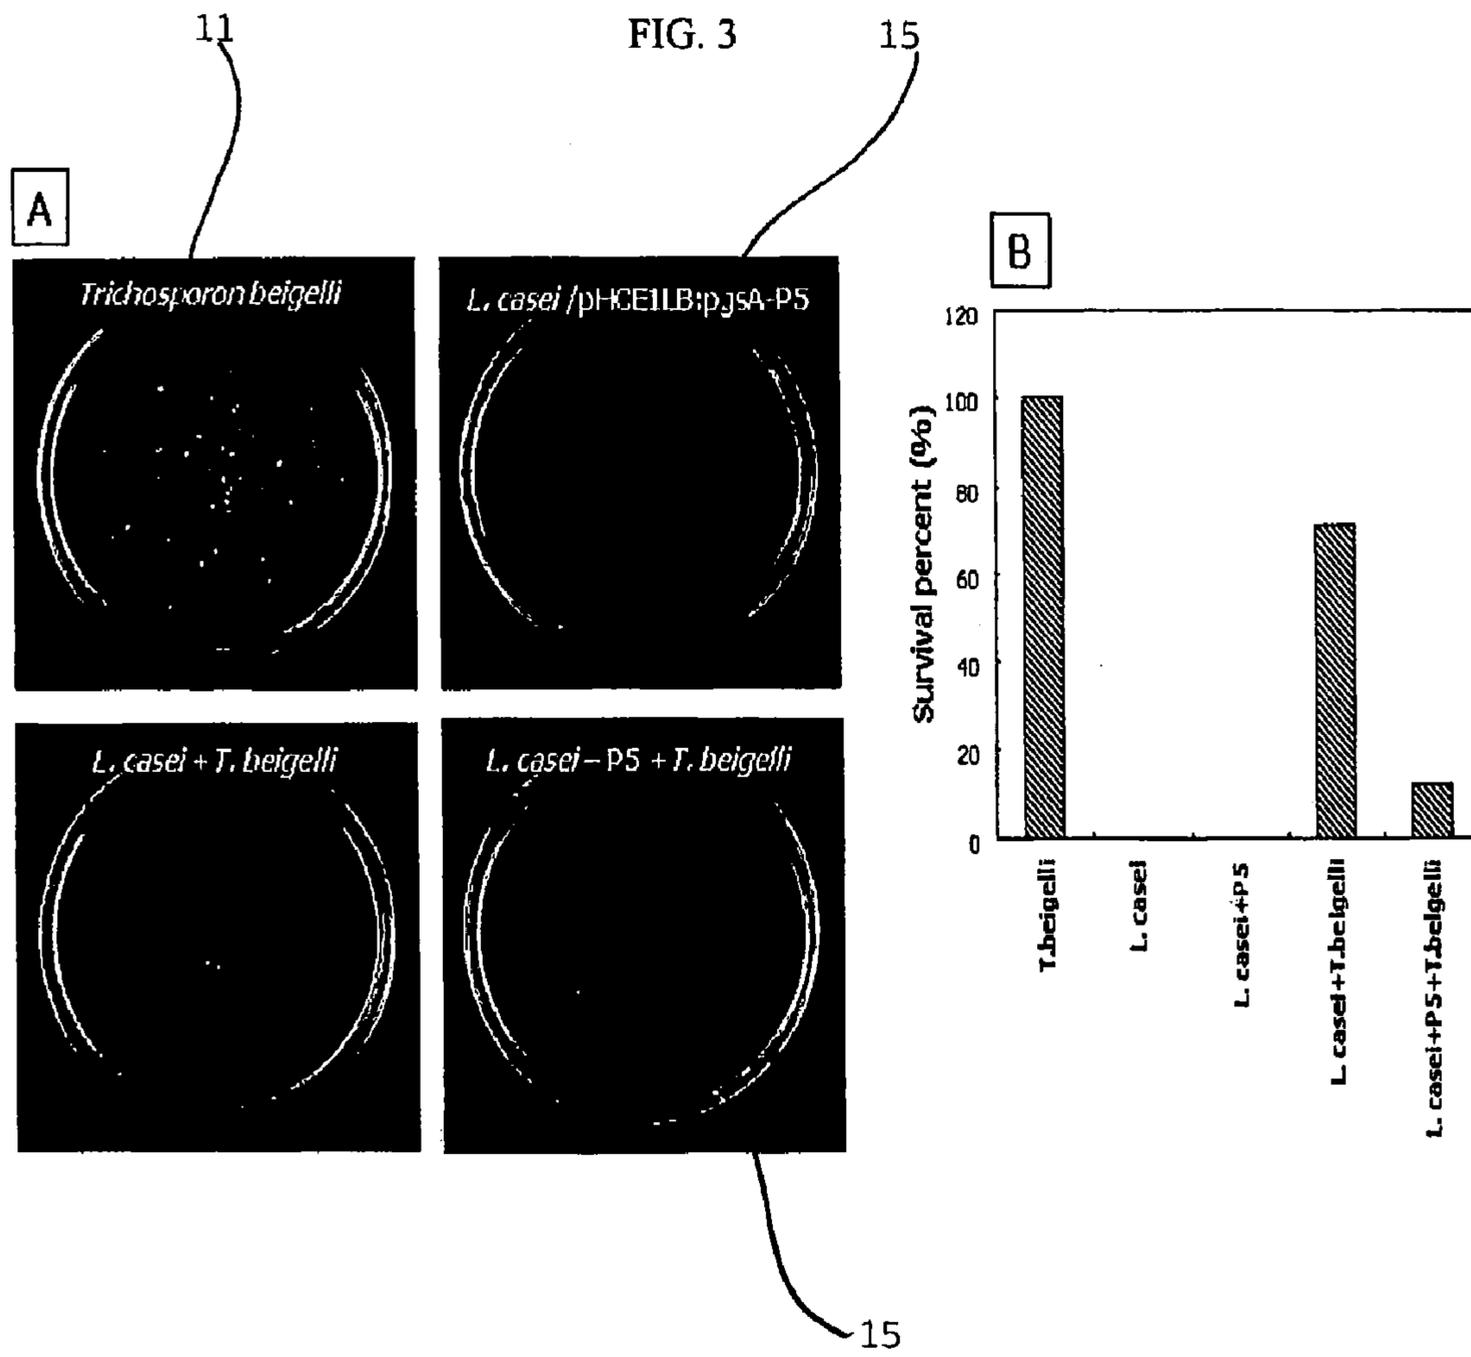 11
FIG. 3
15
A
Trichosporon beigelli
L. casei /pHCE1LB:pgsA-P5
L. casei + T. beigelli
L. casei – P5 + T. beigelli
15
B
Survival percent (%)
120
100
80
60
40
20
0
T.beigelli
L. casei
L. casei+P5
L. casei+T.beigelli
L. casei+P5+T.beigelli